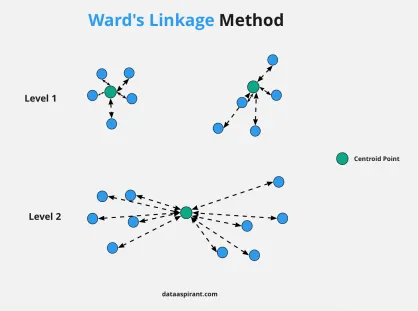 Ward's Linkage Method
Level 1
Centroid Point
Level 2
dataaspirant.com